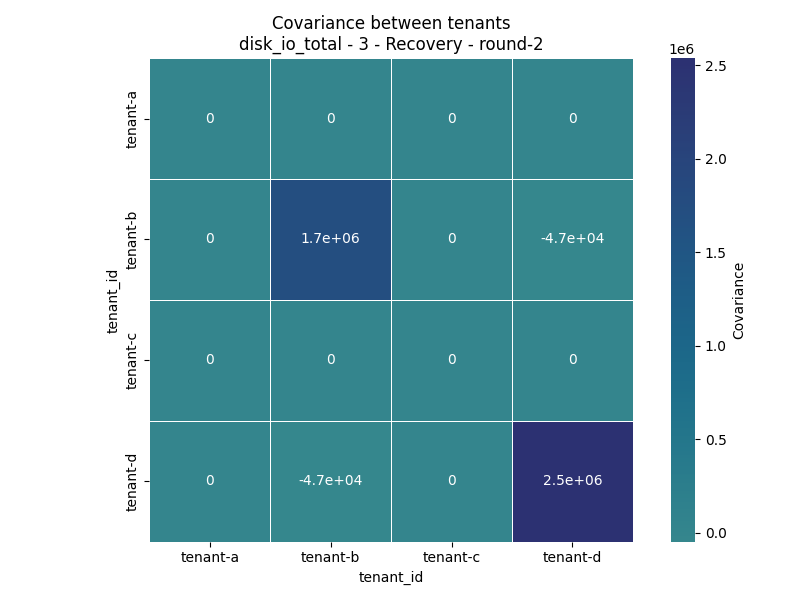 Covariance between tenants
disk_io_total - 3 - Recovery - round-2
1e6
tenant-a
0 0 0 0
2.5
2.0
tenant-b
0 1.7e+06 0 -4.7e+04
1.5
tenant_id
Covariance
1.0
tenant-c
0 0 0 0
0.5
tenant-d
0 -4.7e+04 0 2.5e+06
0.0
tenant-a tenant-b tenant-c tenant-d
tenant_id